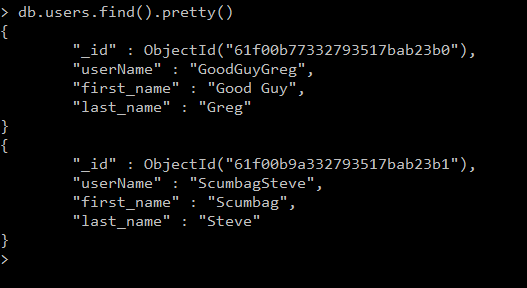 > db.users.find().pretty()
{
        "_id" : ObjectId("61f00b77332793517bab23b0"),
        "userName" : "GoodGuyGreg",
        "first_name" : "Good Guy",
        "last_name" : "Greg"
}
{
        "_id" : ObjectId("61f00b9a332793517bab23b1"),
        "userName" : "ScumbagSteve",
        "first_name" : "Scumbag",
        "last_name" : "Steve"
}
>